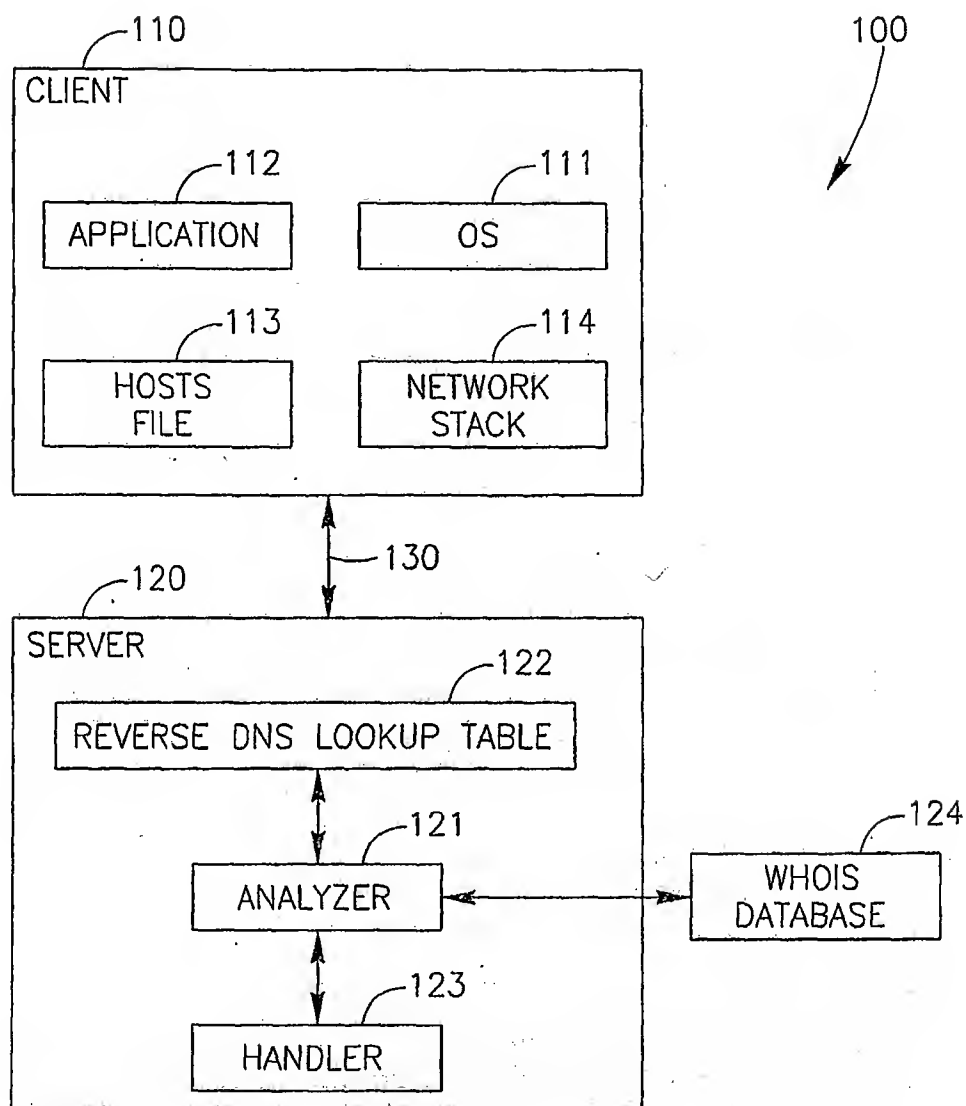 110
100
CLIENT
112
111
APPLICATION
OS
113
114
HOSTS
FILE
NETWORK
STACK
130
120
SERVER
122
REVERSE DNS LOOKUP TABLE
121
124
ANALYZER
WHOIS
DATABASE
123
HANDLER